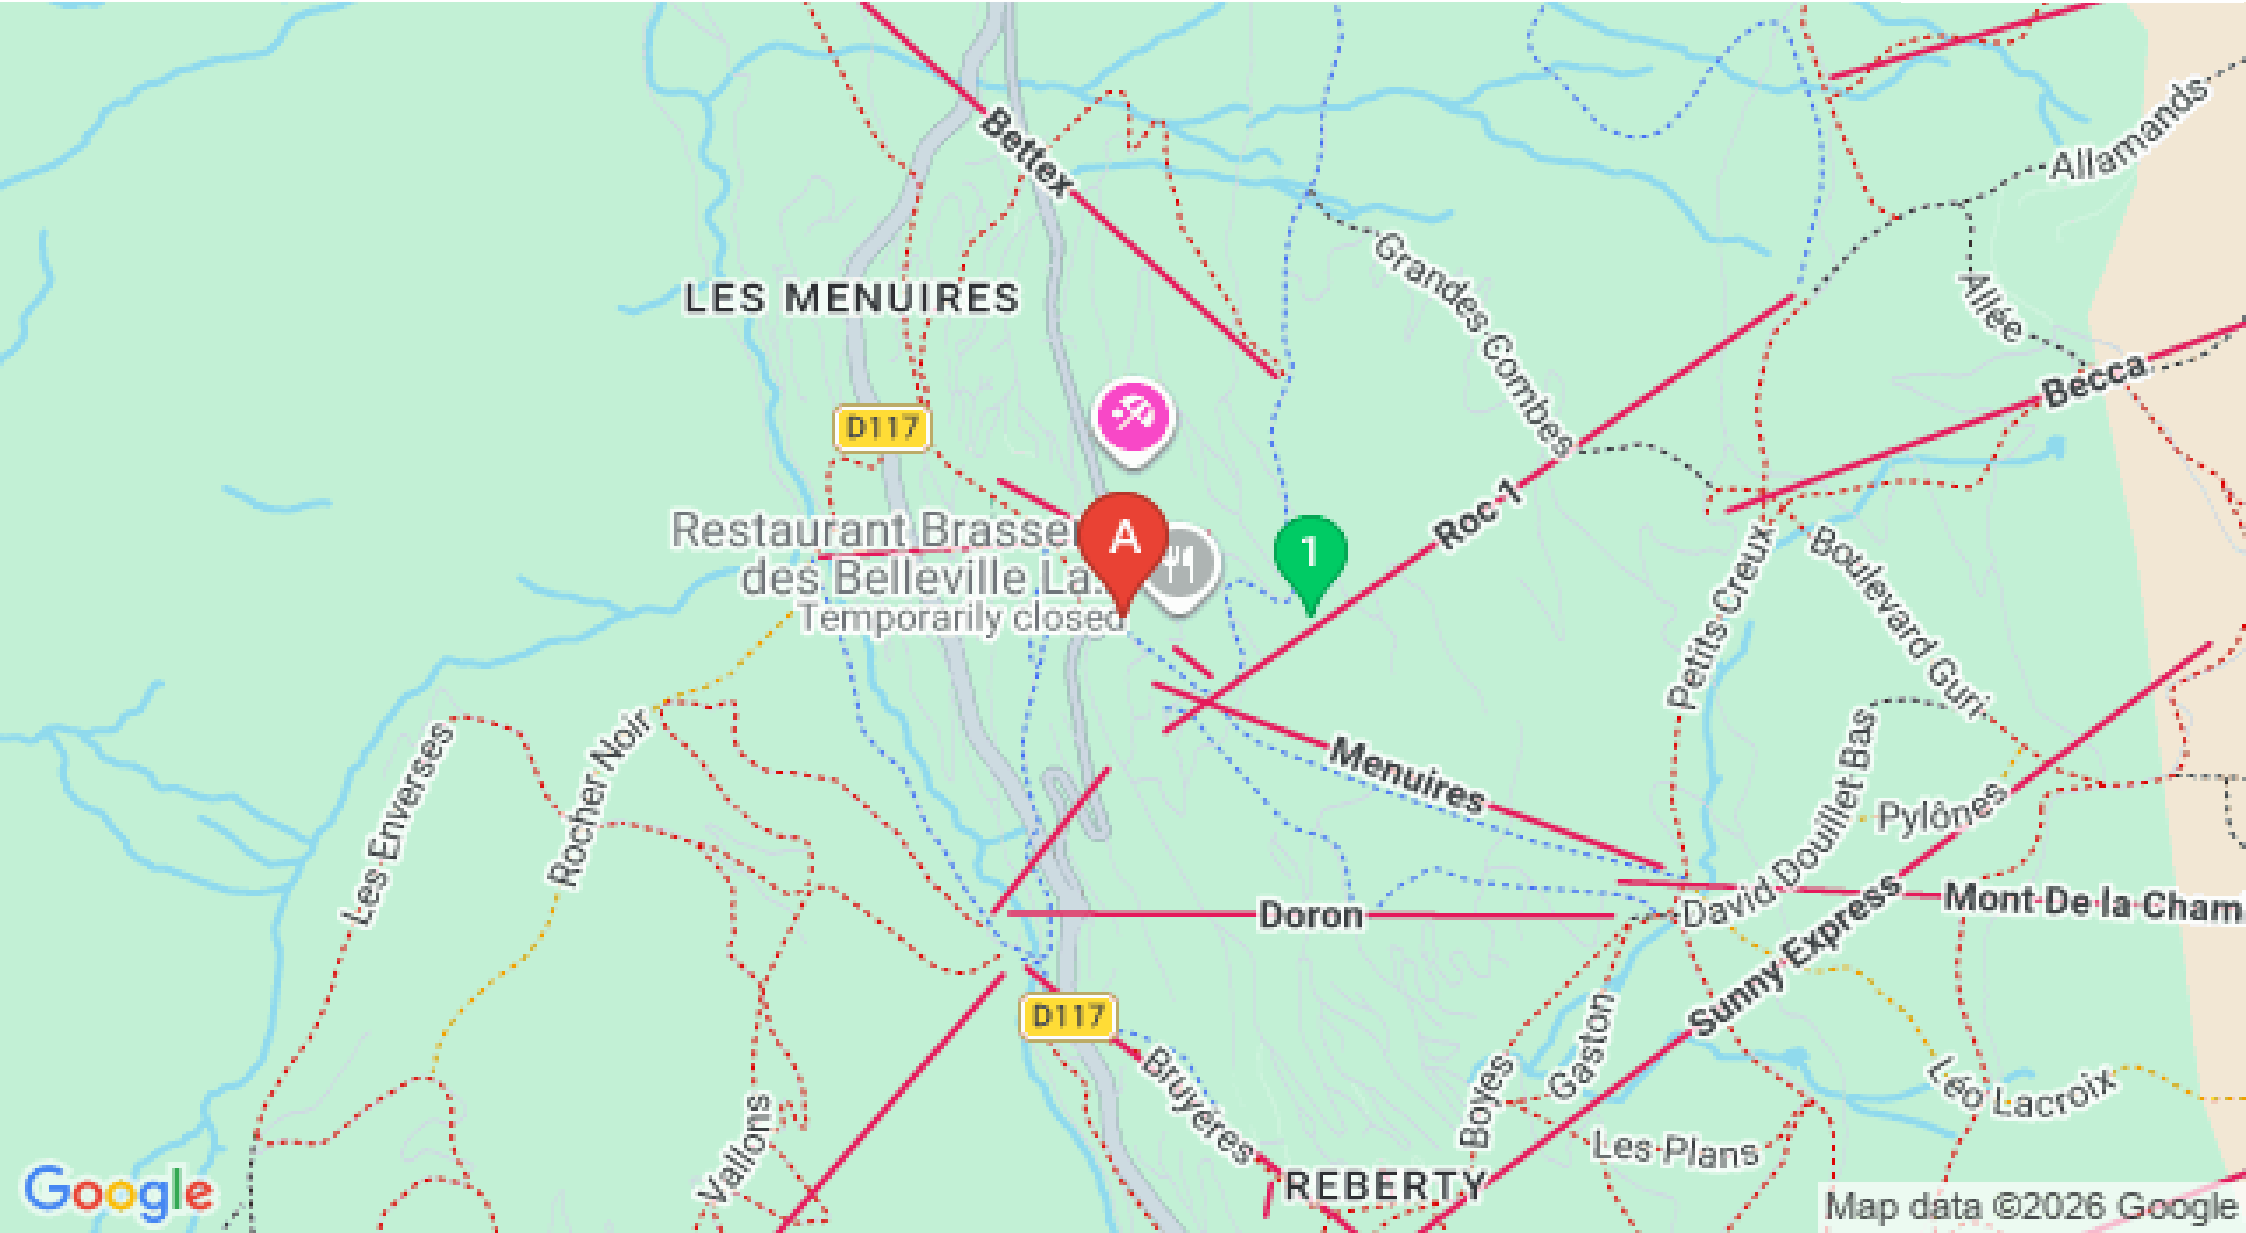 Bettex
Allamands
Grandes Combes
LES MENUIRES
Allée
Becca
D117
Roc 1
Restaurant Brasser
des Belleville La...
Temporarily closed
A
1
Petits Creux
Boulevard Guri
Les Enverses
Rocher Noir
Menuires
David Douillet Bas
Pylônes
Doron
Mont De la Cham
Sunny Express
D117
Bruyéres
Gaston
Boyes
Léo Lacroix
Les Plans
Vallons
REBERTY
Google
Map data ©2026 Google